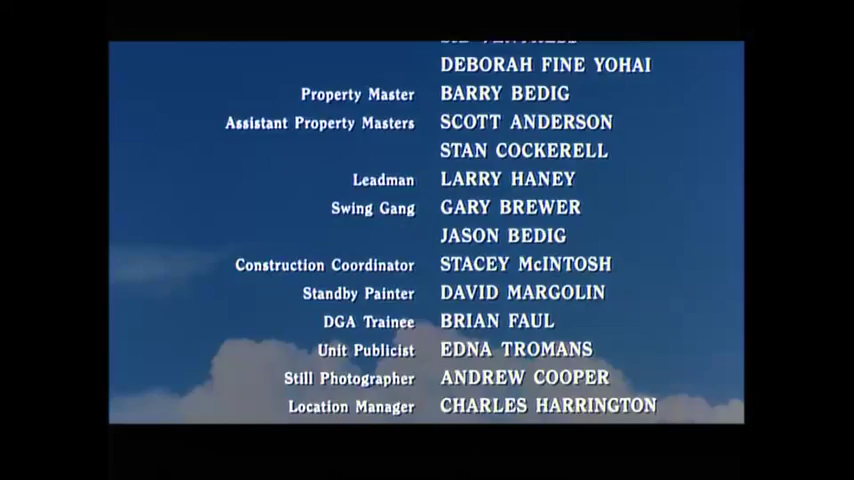 DEBORAH FINE YOHAI
Property Master BARRY BEDIG
Assistant Property Masters SCOTT ANDERSON
STAN COCKERELL
Leadman LARRY HANEY
Swing Gang GARY BREWER
JASON BEDIG
Construction Coordinator STACEY McINTOSH
Standby Painter DAVID MARGOLIN
DGA Trainee BRIAN FAUL
Unit Publicist EDNA TROMANS
Still Photographer ANDREW COOPER
Location Manager CHARLES HARRINGTON